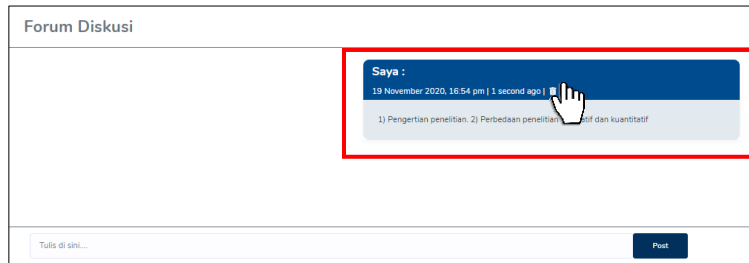 Forum Diskusi
Saya :
19 November 2020, 16:54 pm | 1 second ago |
1) Pengertian penelitian. 2) Perbedaan penelitian atif dan kuantitatif
Tulis di sini....
Post